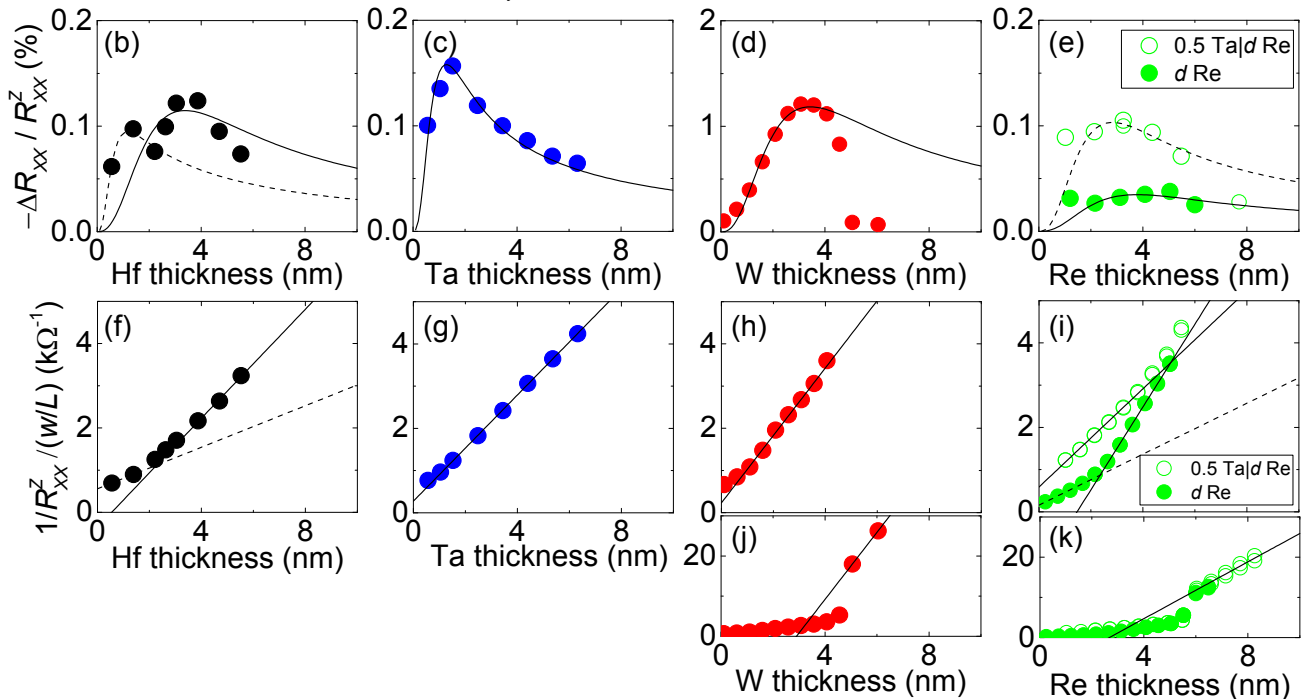 (b)
(c)
(d)
(e)
0.5 Ta|d Re
d Re
−ΔR_XX / R^Z_XX (%)
0.2
0.1
0.0
0.2
0.1
0.0
2
1
0
0.2
0.1
0.0
0 4 8
0 4 8
0 4 8
0 4 8
Hf thickness (nm)
Ta thickness (nm)
W thickness (nm)
Re thickness (nm)
(f)
(g)
(h)
(i)
0.5 Ta|d Re
d Re
1/R^Z_XX/(w/L) (kΩ⁻¹)
4
2
0
4
2
0
4
2
0
4
2
0
0 4 8
0 4 8
Hf thickness (nm)
Ta thickness (nm)
(j)
(k)
20
0
20
0
0 4 8
0 4 8
W thickness (nm)
Re thickness (nm)